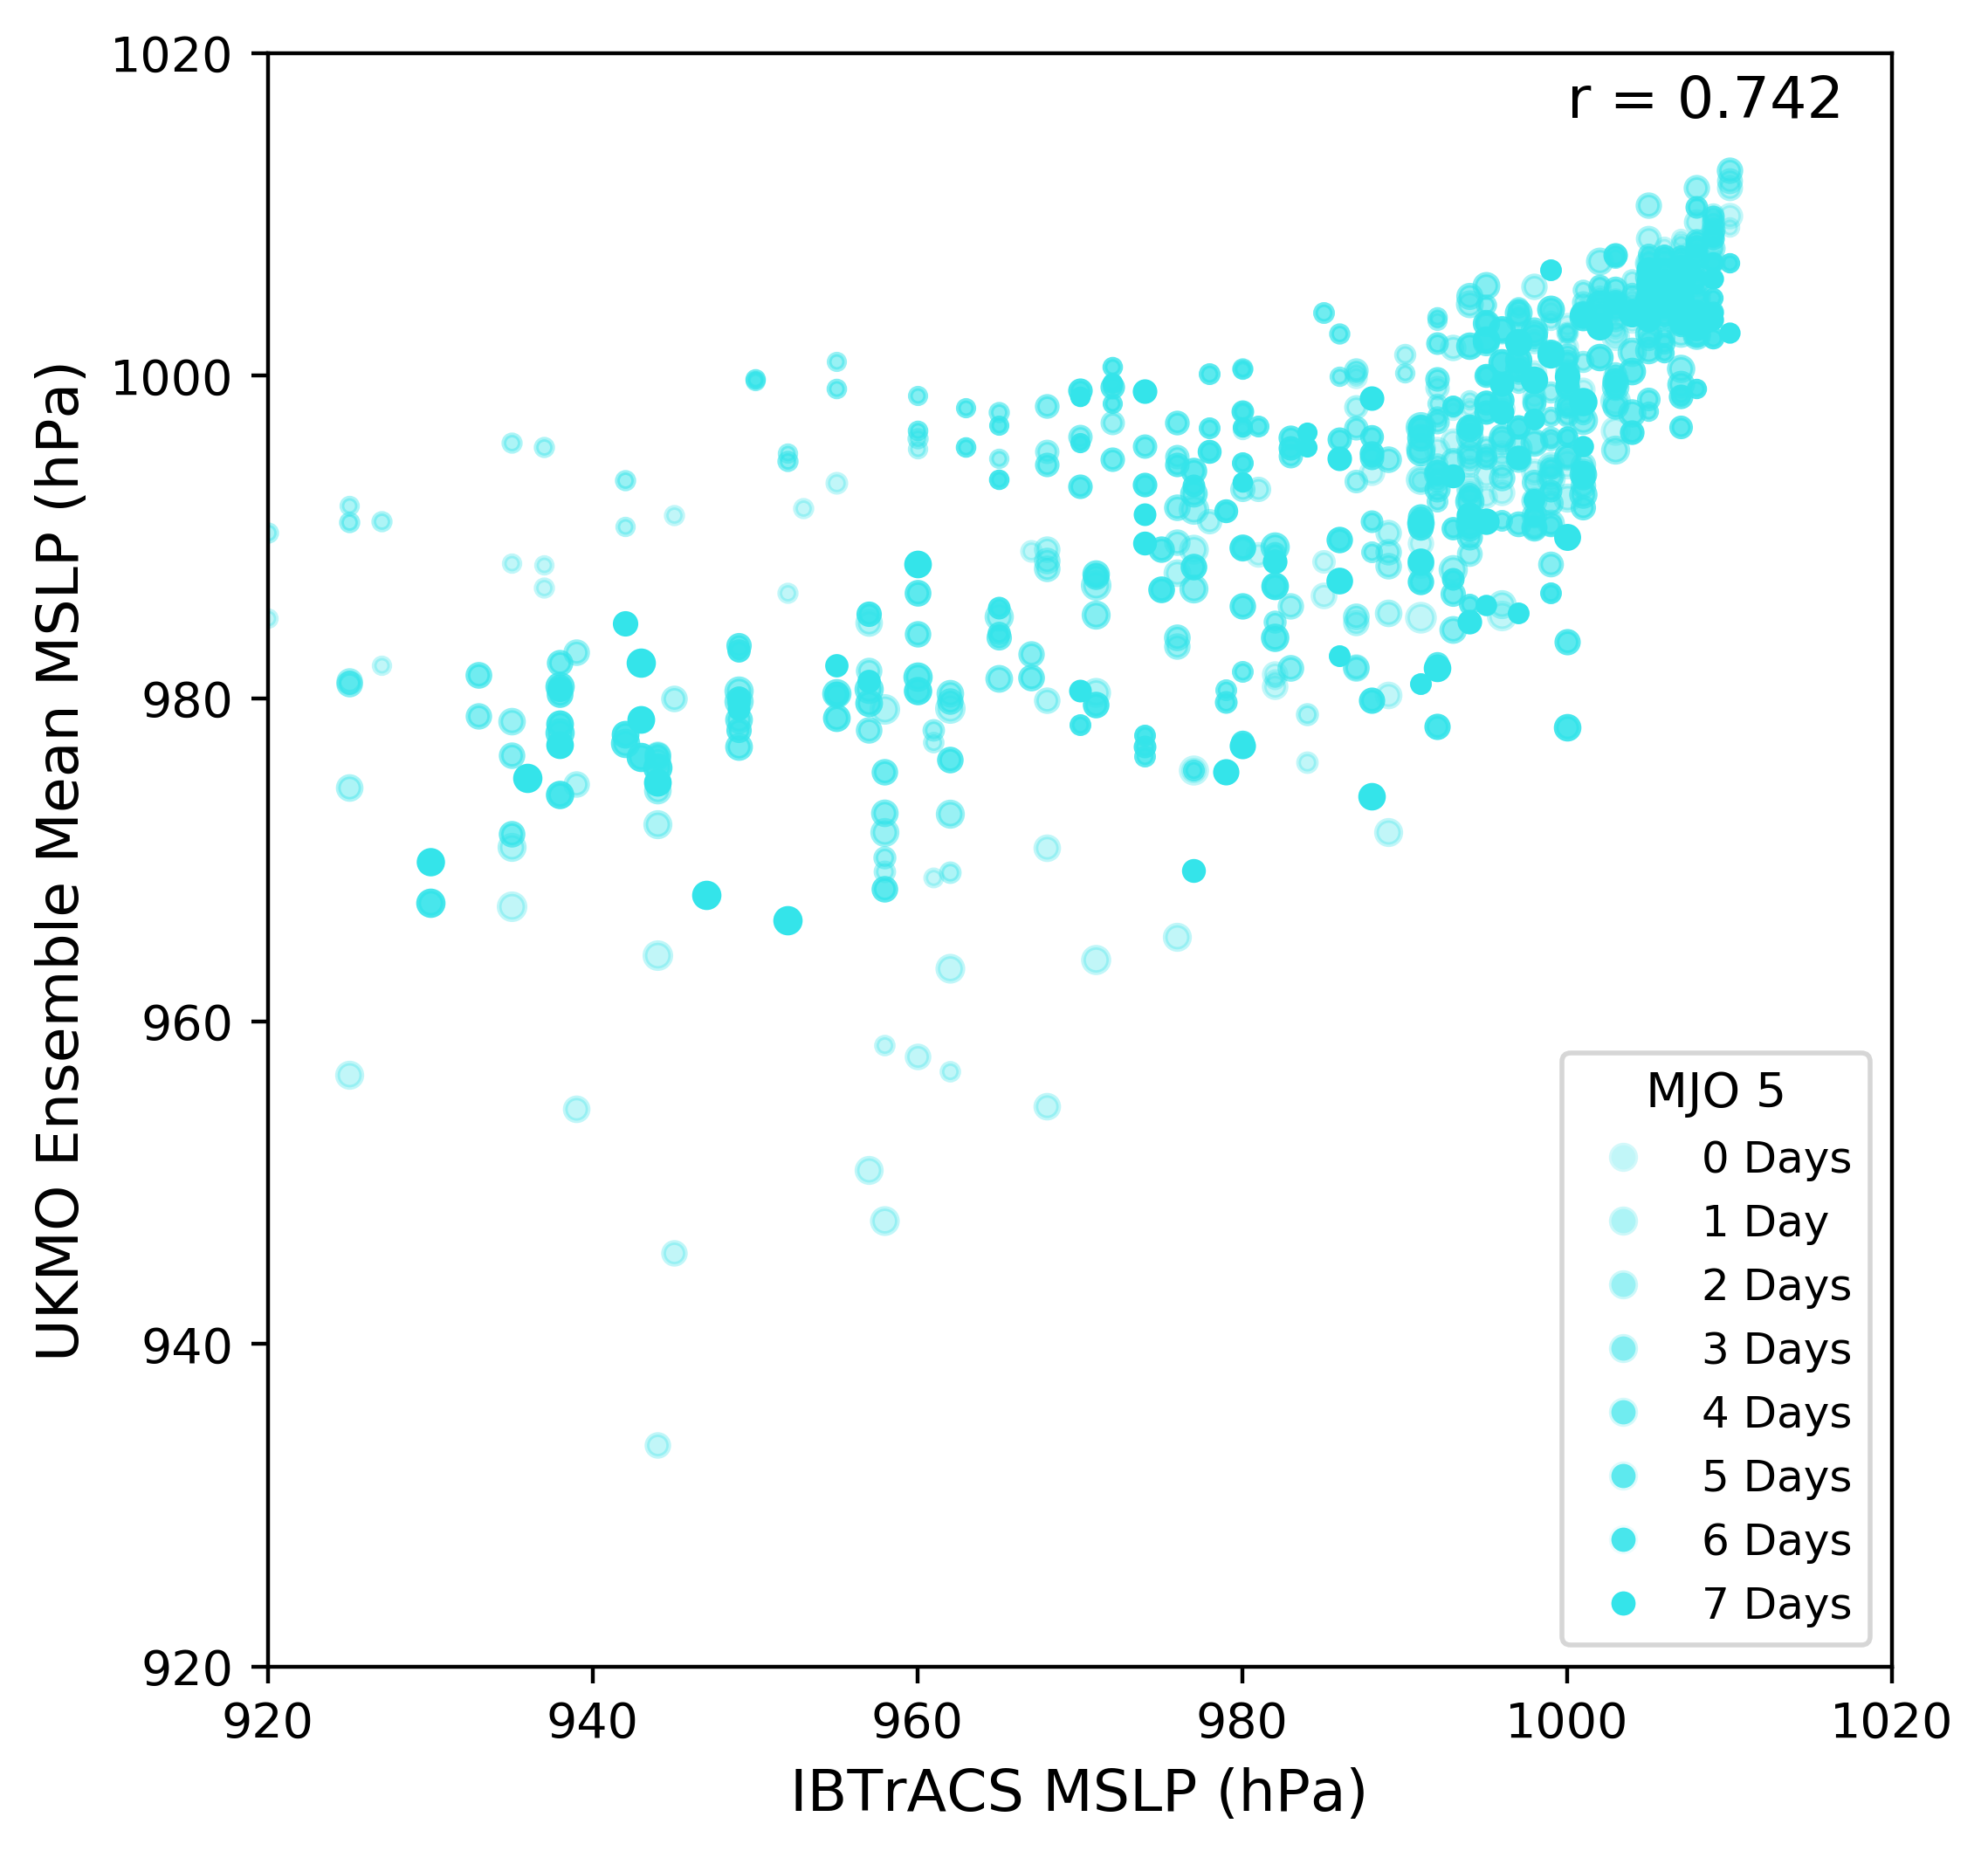 1020
1000
980
960
940
920
UKMO Ensemble Mean MSLP (hPa)
r = 0.742
MJO 5
0 Days
1 Day
2 Days
3 Days
4 Days
5 Days
6 Days
7 Days
920 940 960 980 1000 1020
IBTrACS MSLP (hPa)